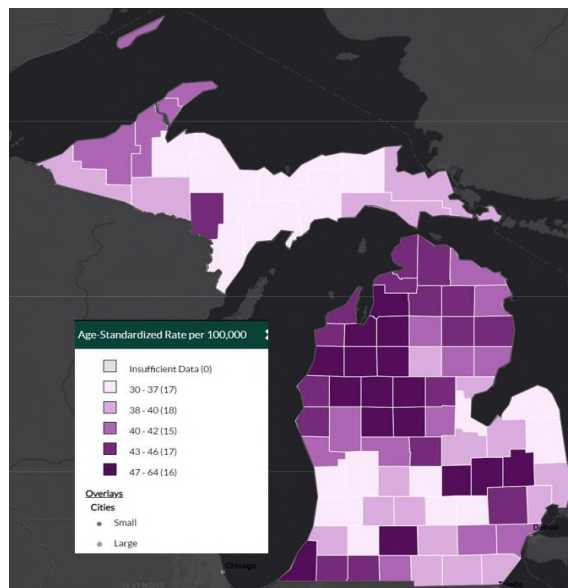 Age-Standardized Rate per 100,000
Insufficient Data (0)
30 - 37 (17)
38 - 40 (18)
40 - 42 (15)
43 - 46 (17)
47 - 64 (16)
Overlays
Cities
Small
Large
Detroit
Chicago
ILLINOIS
Toledo